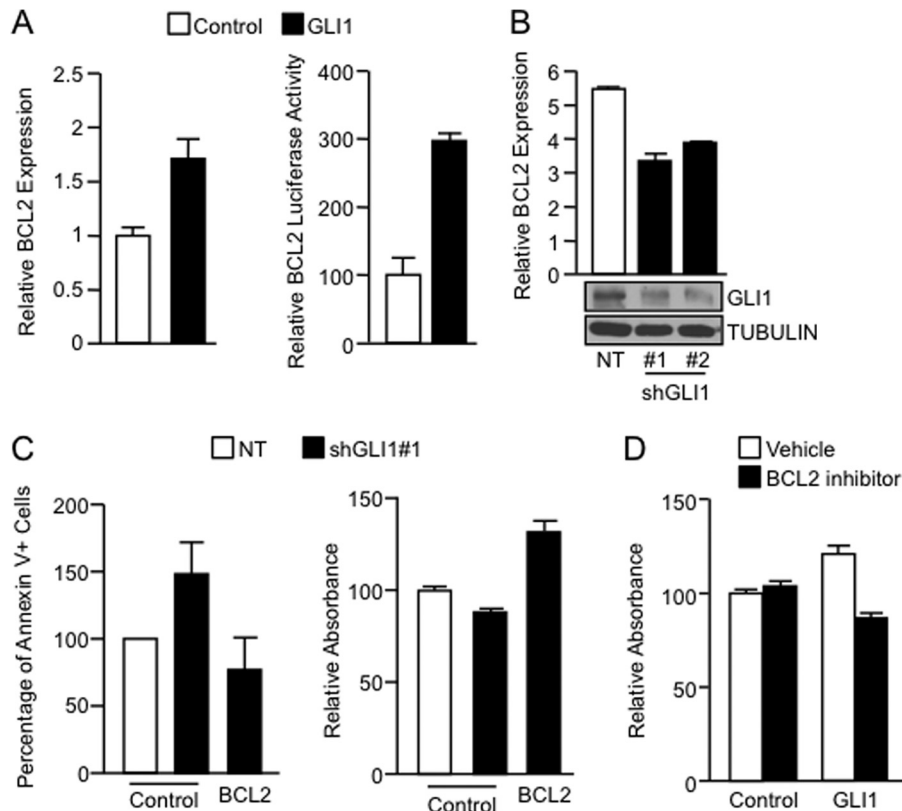 A
Control GLI1
Relative BCL2 Expression
2.5
2
1.5
1
0.5
0
Relative BCL2 Luciferase Activity
400
300
200
100
0
B
Relative BCL2 Expression
6
5
4
3
2
1
0
GLI1
TUBULIN
NT #1 #2
shGLI1
C
NT shGLI1#1
Percentage of Annexin V+ Cells
200
150
100
50
0
Control BCL2
Relative Absorbance
150
100
50
0
Control BCL2
D
Vehicle
BCL2 inhibitor
Relative Absorbance
150
100
50
0
Control GLI1